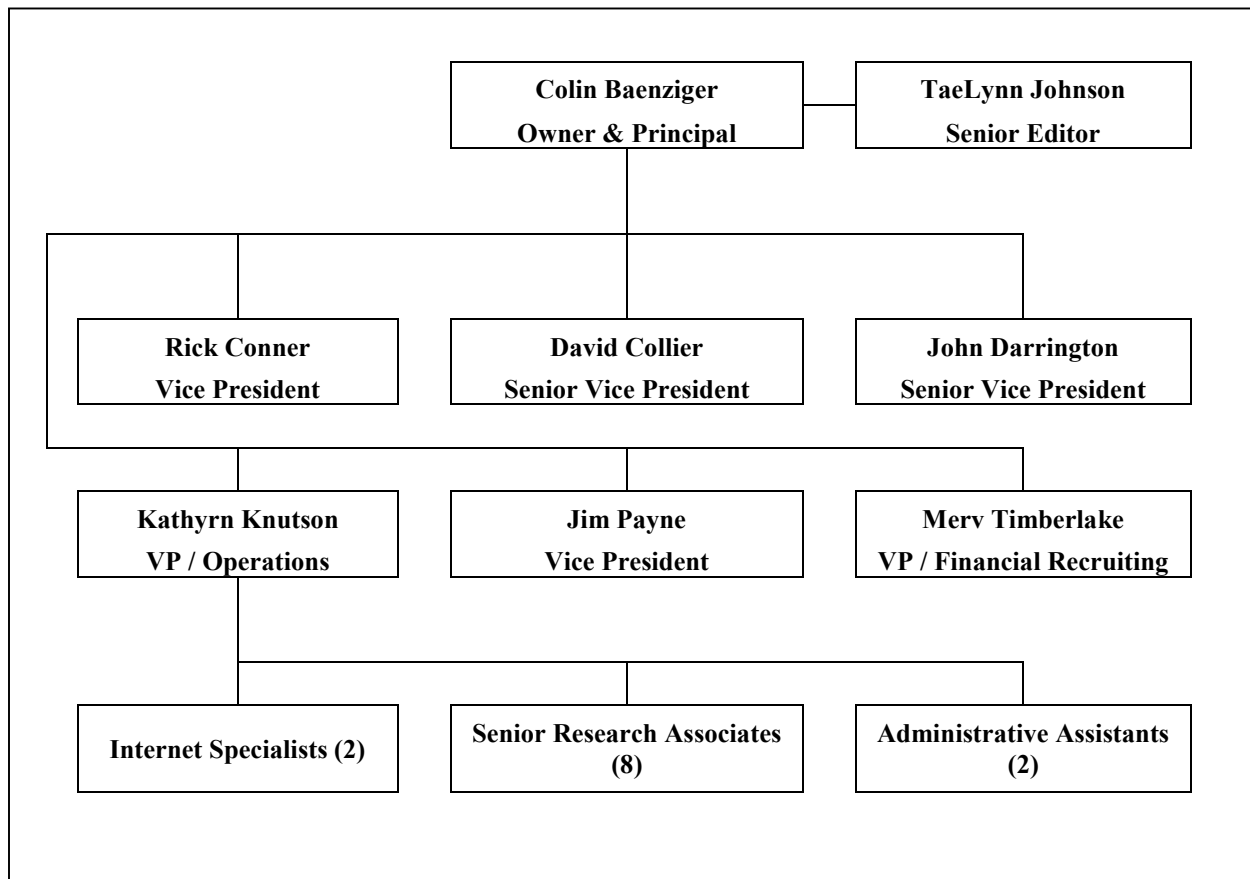 Colin Baenziger
Owner & Principal
TaeLynn Johnson
Senior Editor
Rick Conner
Vice President
David Collier
Senior Vice President
John Darrington
Senior Vice President
Kathyrn Knutson
VP / Operations
Jim Payne
Vice President
Merv Timberlake
VP / Financial Recruiting
Internet Specialists (2)
Senior Research Associates
(8)
Administrative Assistants
(2)